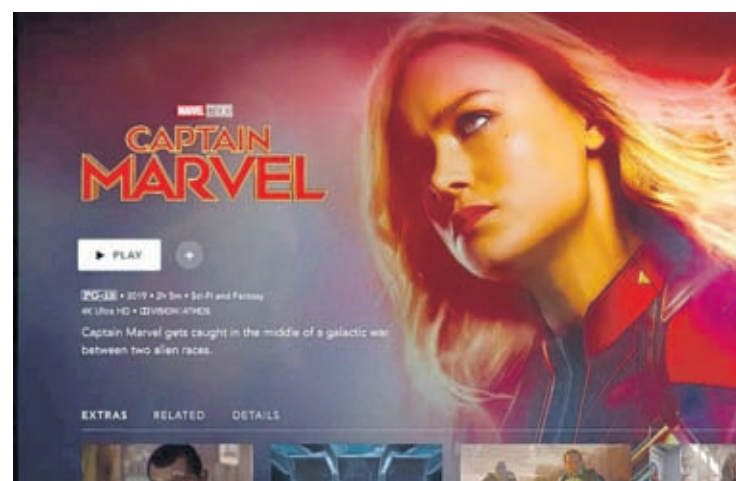 MARVEL STUDIOS
CAPTAIN
MARVEL
PLAY
PG-13 • 2019 • 2h 5m • Sci-Fi and Fantasy
4K Ultra HD • VISION ATMOS
Captain Marvel gets caught in the middle of a galactic war
between two alien races.
EXTRAS RELATED DETAILS